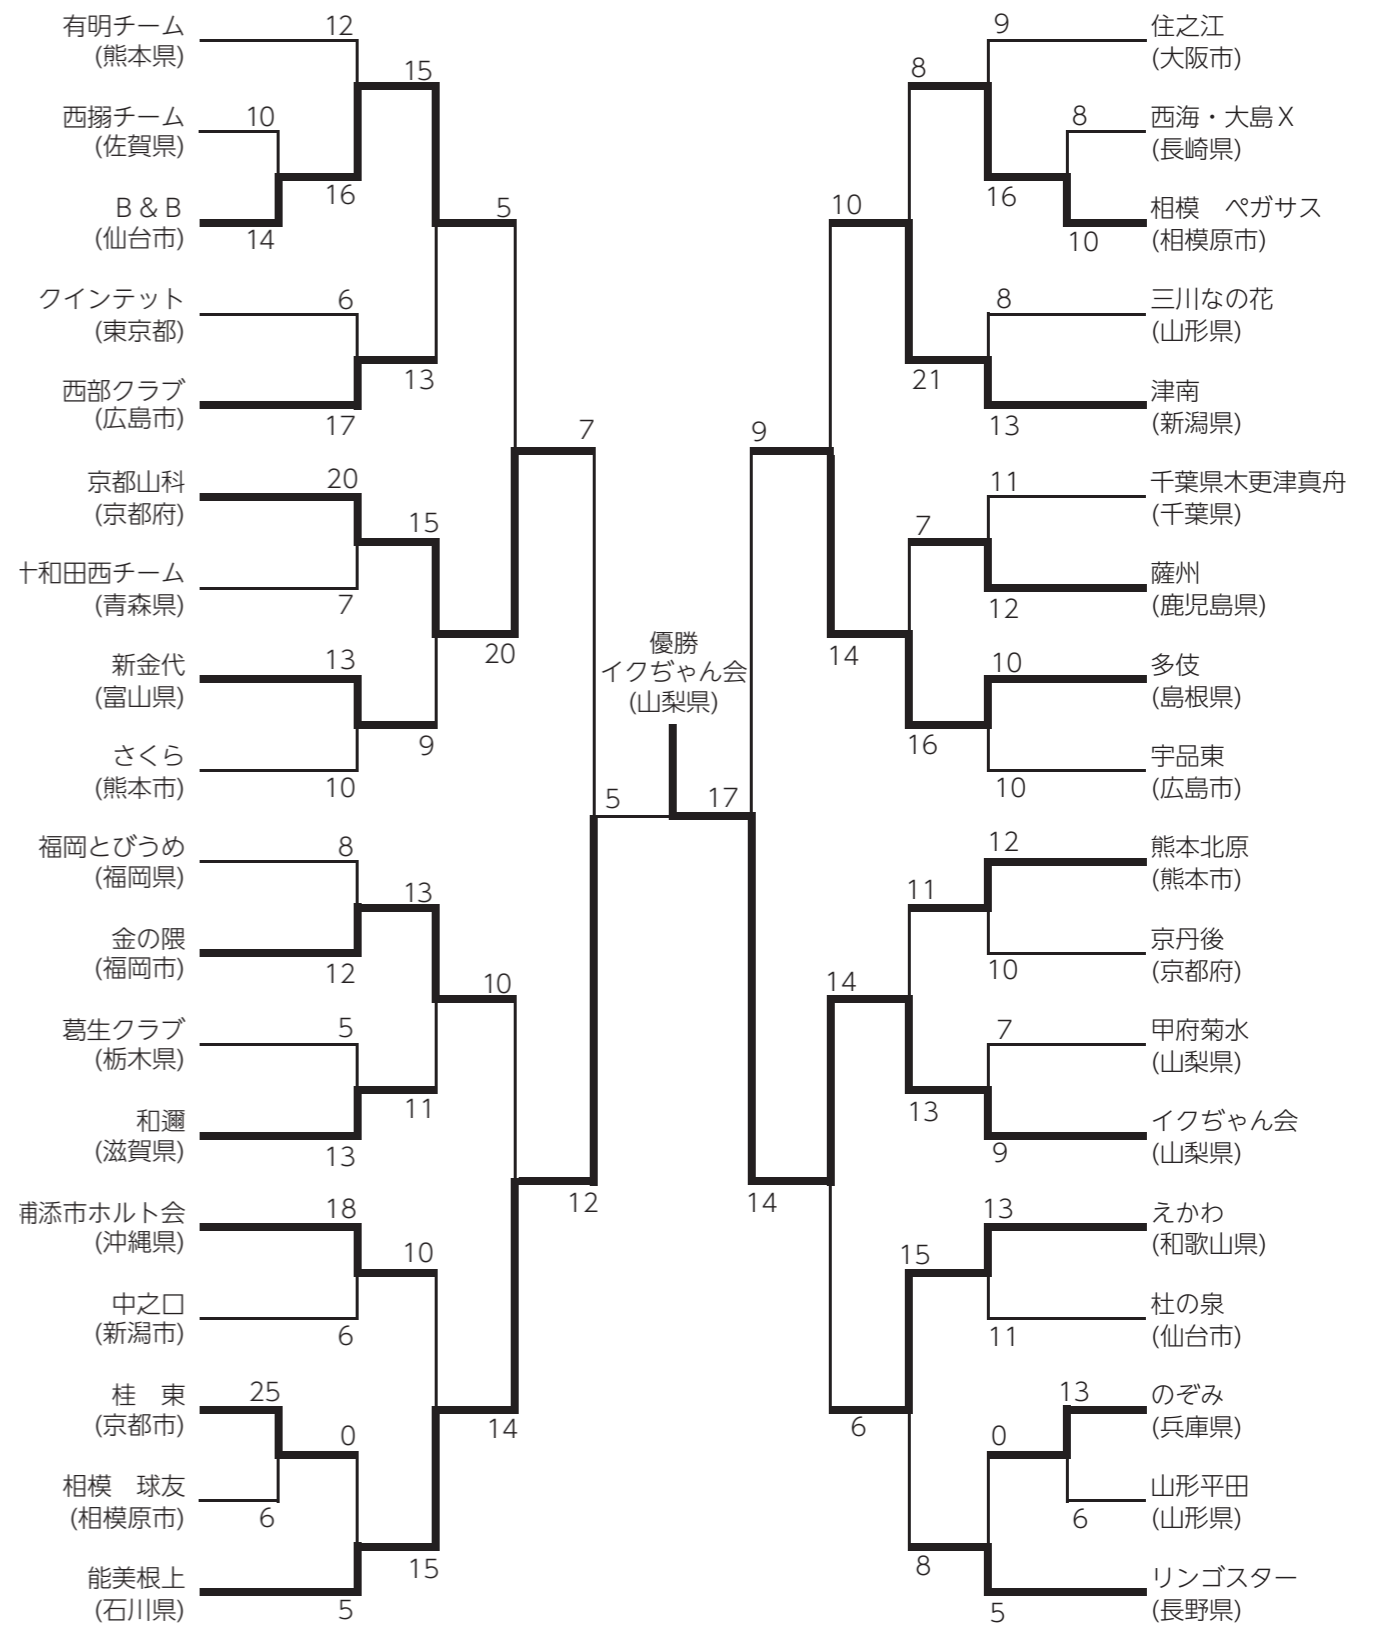 有明チーム
(熊本県)
12
15
西搦チーム
(佐賀県)
10
16
B＆B
(仙台市)
14
5
クインテット
(東京都)
6
13
西部クラブ
(広島市)
17
7
京都山科
(京都府)
20
15
十和田西チーム
(青森県)
7
20
新金代
(富山県)
13
9
さくら
(熊本市)
10
福岡とびうめ
(福岡県)
8
13
金の隈
(福岡市)
12
10
葛生クラブ
(栃木県)
5
11
和邇
(滋賀県)
13
12
浦添市ホルト会
(沖縄県)
18
10
中之口
(新潟市)
6
14
桂　東
(京都市)
25
0
相模　球友
(相模原市)
6
15
能美根上
(石川県)
5
優勝
イクぢゃん会
(山梨県)
5
17
9
住之江
(大阪市)
8
8
西海・大島X
(長崎県)
16
相模　ペガサス
(相模原市)
10
10
8
三川なの花
(山形県)
21
津南
(新潟県)
13
9
11
千葉県木更津真舟
(千葉県)
7
薩州
(鹿児島県)
12
14
10
多伎
(島根県)
16
宇品東
(広島市)
10
12
熊本北原
(熊本市)
11
京丹後
(京都府)
10
14
7
甲府菊水
(山梨県)
13
イクぢゃん会
(山梨県)
9
14
13
えかわ
(和歌山県)
15
杜の泉
(仙台市)
11
6
13
のぞみ
(兵庫県)
0
山形平田
(山形県)
6
8
リンゴスター
(長野県)
5